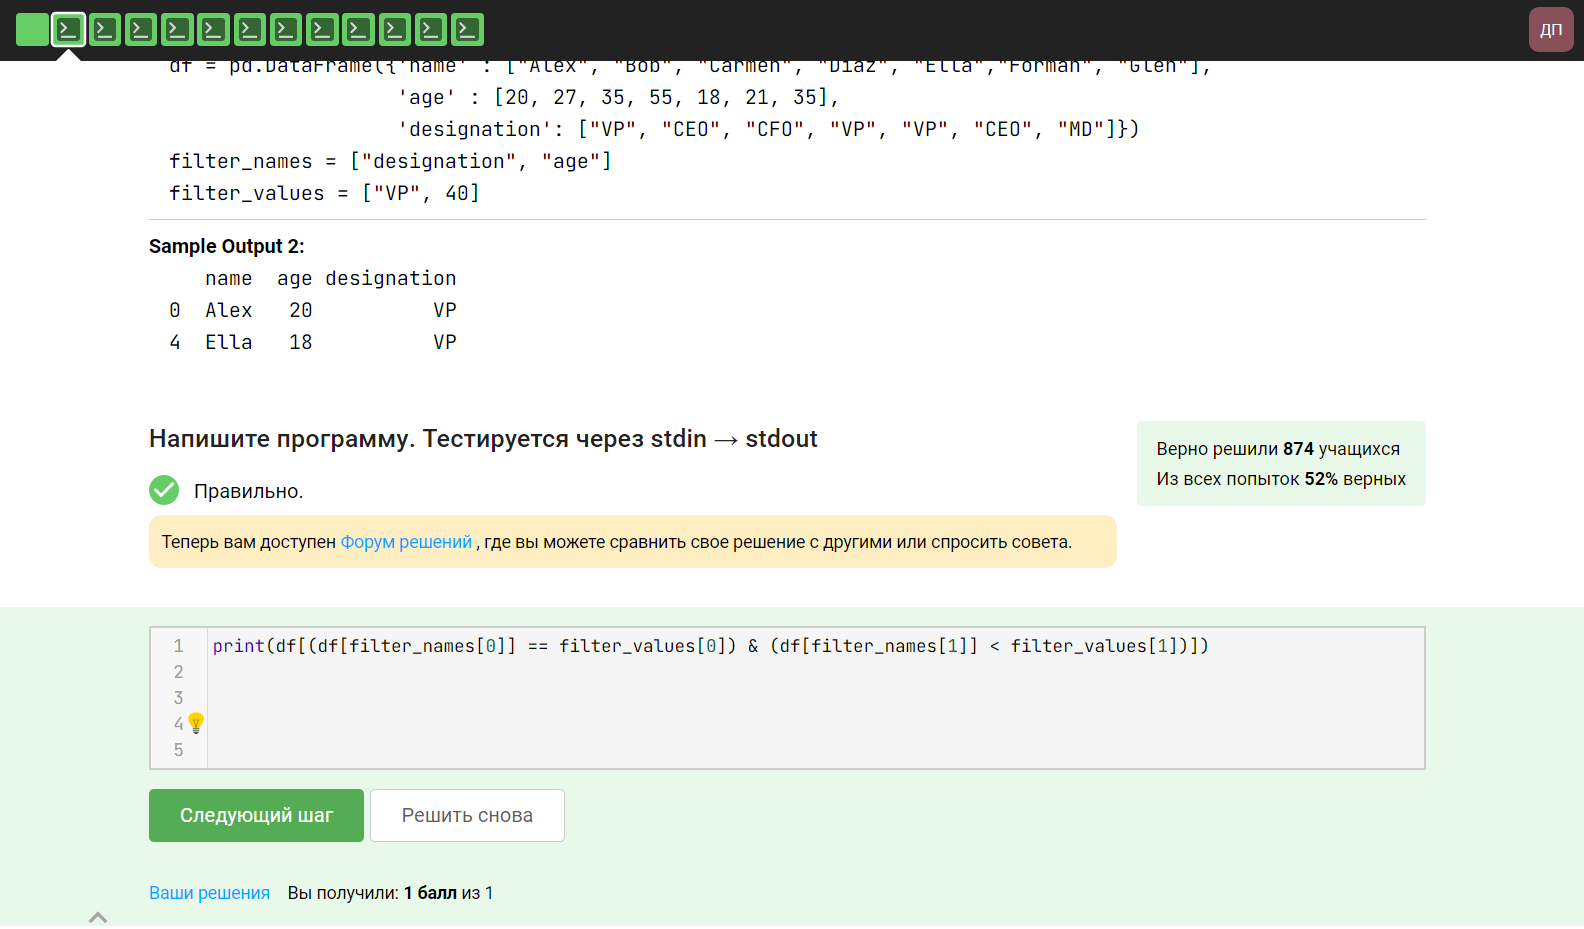 ДП
df = pd.DataFrame({'name' : ["Alex", "Bob", "Carmen", "Diaz", "Ella","Forman", "Glen"],
'age' : [20, 27, 35, 55, 18, 21, 35],
'designation': ["VP", "CEO", "CFO", "VP", "VP", "CEO", "MD"]})
filter_names = ["designation", "age"]
filter_values = ["VP", 40]
Sample Output 2:
name age designation
0 Alex 20 VP
4 Ella 18 VP
Напишите программу. Тестируется через stdin → stdout
Верно решили 874 учащихся
Из всех попыток 52% верных
Правильно.
Теперь вам доступен Форум решений , где вы можете сравнить свое решение с другими или спросить совета.
1 print(df[(df[filter_names[0]] == filter_values[0]) & (df[filter_names[1]] < filter_values[1])])
2
3
4
5
Следующий шаг Решить снова
Ваши решения Вы получили: 1 балл из 1